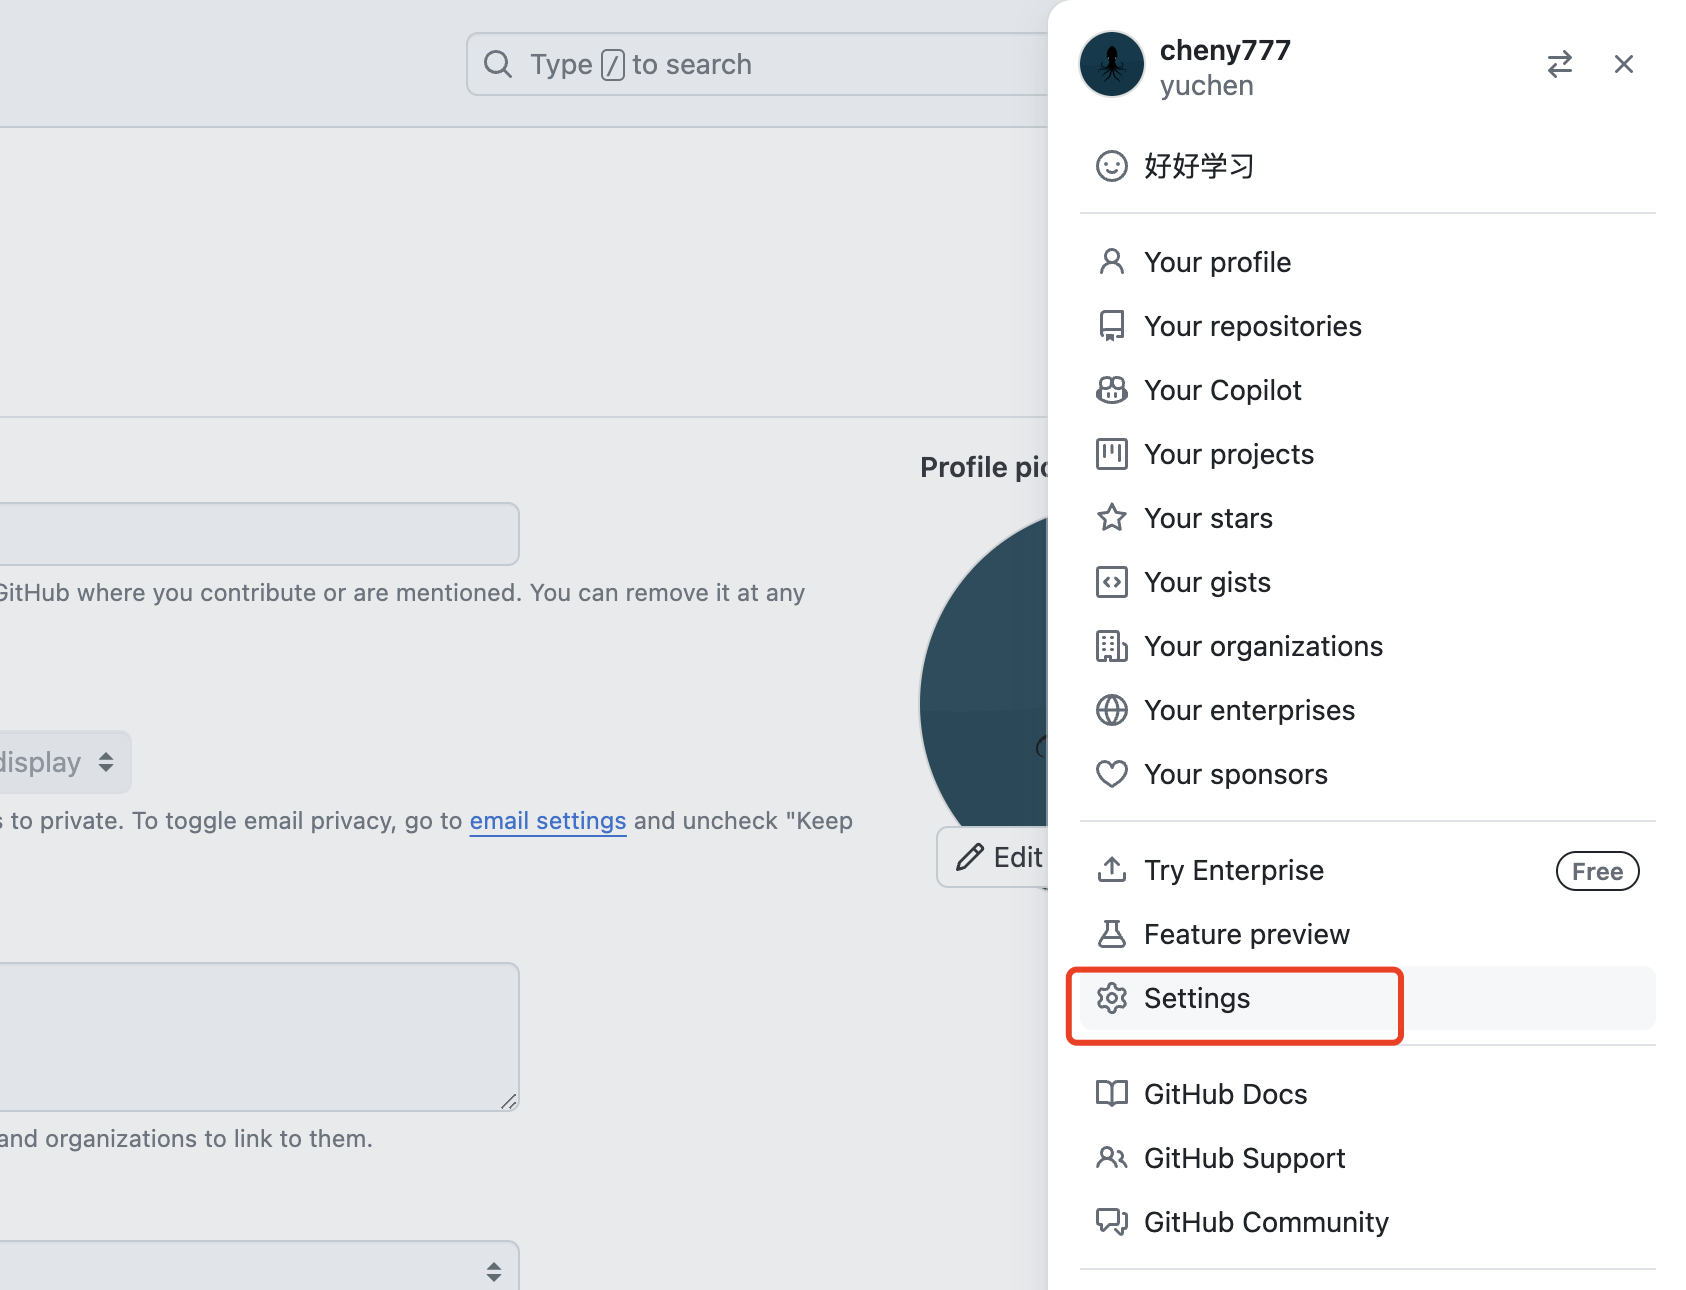 Type / to search
cheny777
yuchen
好好学习
Your profile
Your repositories
Your Copilot
Your projects
Your stars
Your gists
Your organizations
Your enterprises
Your sponsors
Try Enterprise
Free
Feature preview
Settings
GitHub Docs
GitHub Support
GitHub Community
Profile pic
GitHub where you contribute or are mentioned. You can remove it at any
display
s to private. To toggle email privacy, go to email settings and uncheck "Keep
Edit
and organizations to link to them.